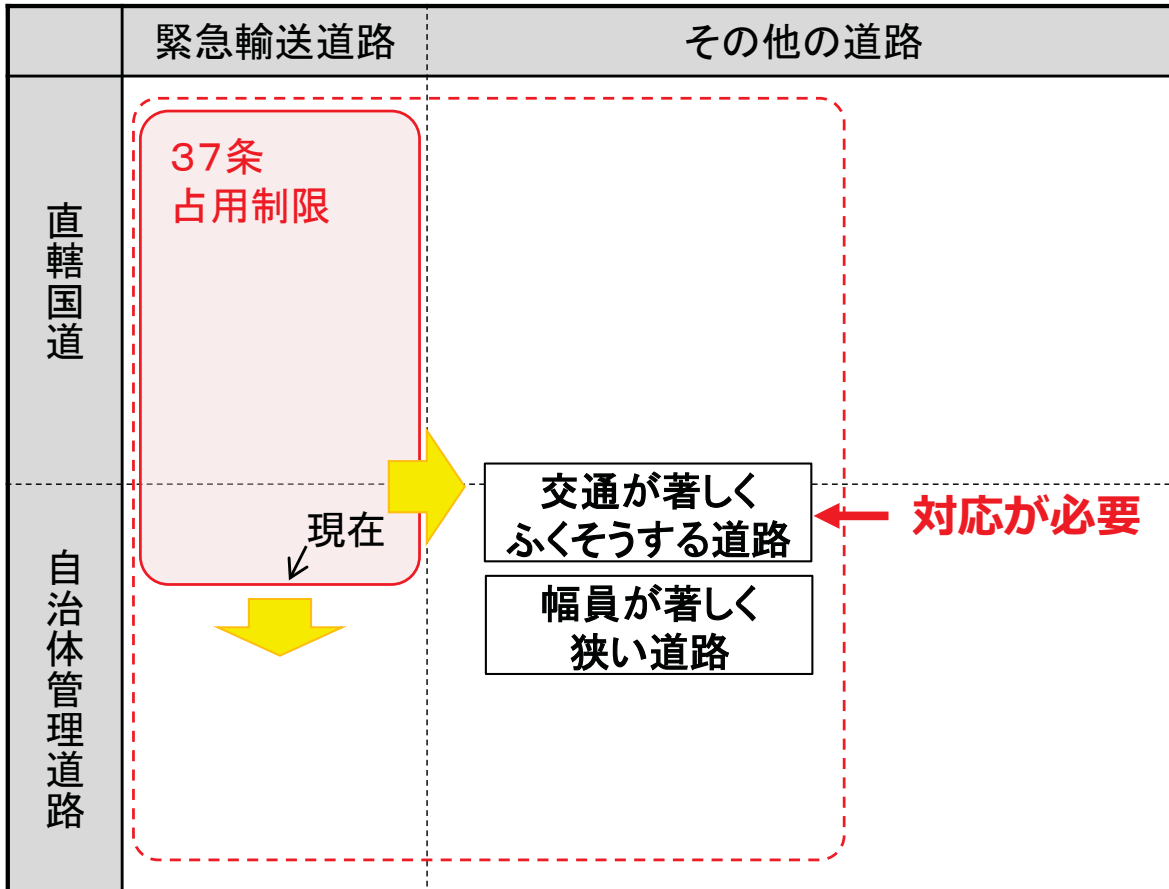 緊急輸送道路
その他の道路
直轄国道
37条
占用制限
現在
交通が著しく
ふくそうする道路
対応が必要
幅員が著しく
狭い道路
自治体管理道路